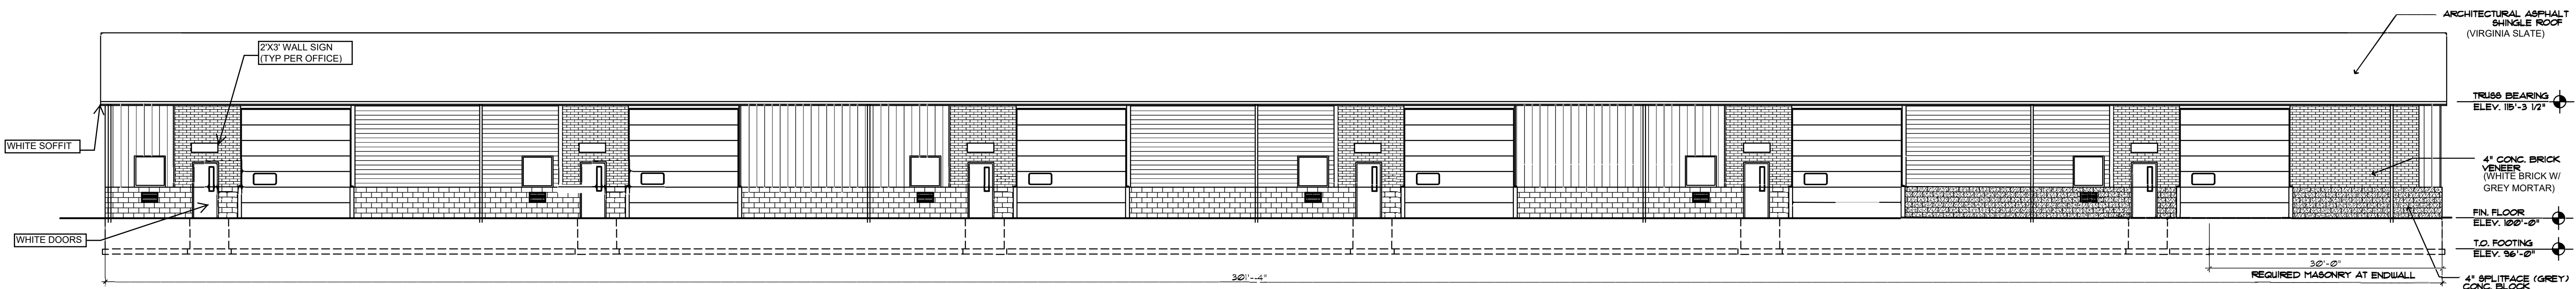 ARCHITECTURAL ASPHALT
SHINGLE ROOF
(VIRGINIA SLATE)
2'X3' WALL SIGN
(TYP PER OFFICE)
TRUSS BEARING
ELEV. 115'-3 1/2"
WHITE SOFFIT
4" CONC. BRICK
VENEER
(WHITE BRICK W/
GREY MORTAR)
FIN. FLOOR
ELEV. 100'-0"
WHITE DOORS
T.O. FOOTING
ELEV. 96'-0"
30'-0"
REQUIRED MASONRY AT ENDWALL
301'-4"
4" SPLITFACE (GREY)
CONC. BLOCK